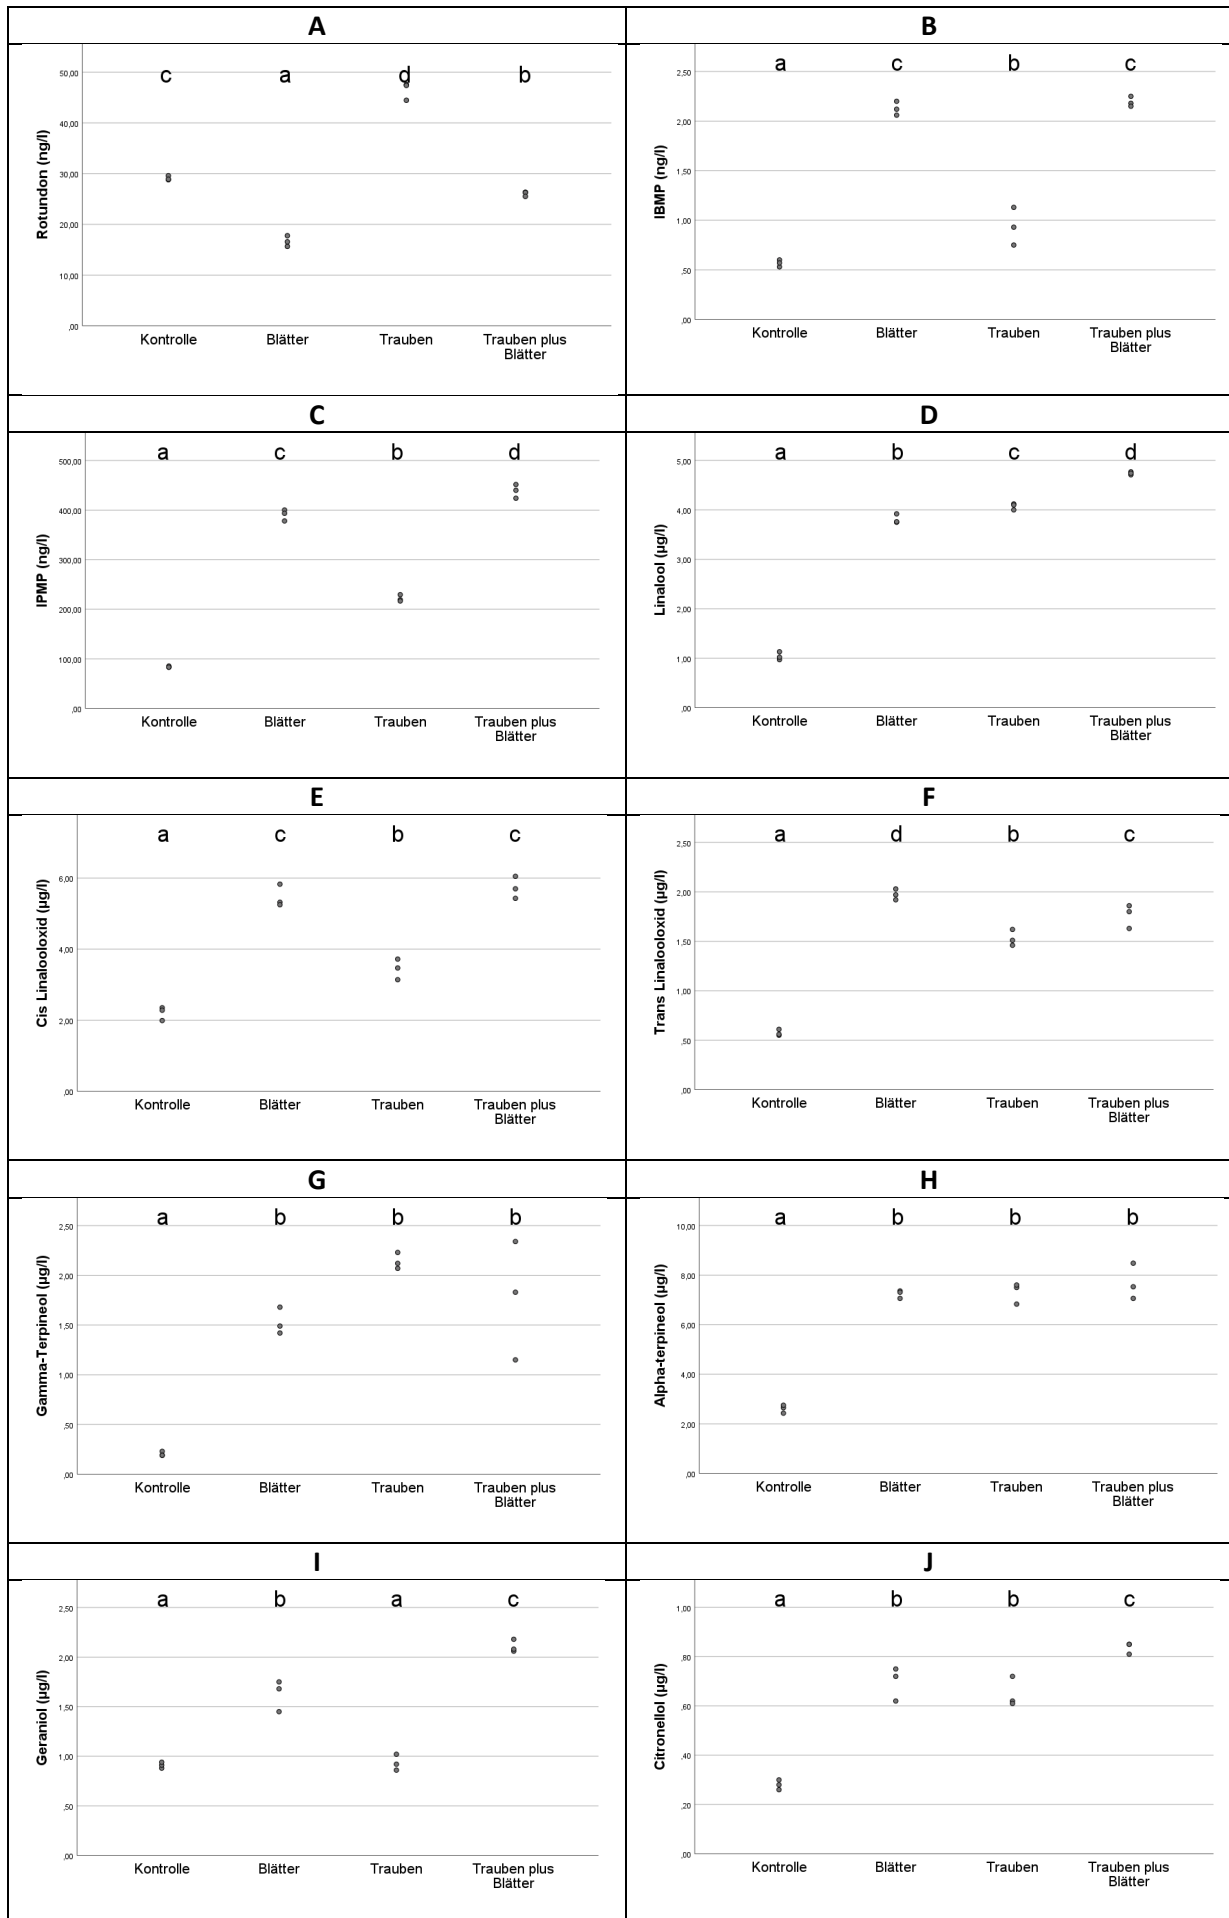 A
c a d b
Rotundon (ng/l)
50,00
40,00
30,00
20,00
10,00
,00
Kontrolle Blätter Trauben Trauben plus
Blätter
B
a c b c
IBMP (ng/l)
2,50
2,00
1,50
1,00
,50
,00
Kontrolle Blätter Trauben Trauben plus
Blätter
C
a c b d
IPMP (ng/l)
500,00
400,00
300,00
200,00
100,00
,00
Kontrolle Blätter Trauben Trauben plus
Blätter
D
a b c d
Linalool (µg/l)
5,00
4,00
3,00
2,00
1,00
,00
Kontrolle Blätter Trauben Trauben plus
Blätter
E
a c b c
Cis Linalooloxid (µg/l)
6,00
4,00
2,00
,00
Kontrolle Blätter Trauben Trauben plus
Blätter
F
a d b c
Trans Linalooloxid (µg/l)
2,50
2,00
1,50
1,00
,50
,00
Kontrolle Blätter Trauben Trauben plus
Blätter
G
a b b b
Gamma-Terpineol (µg/l)
2,50
2,00
1,50
1,00
,50
,00
Kontrolle Blätter Trauben Trauben plus
Blätter
H
a b b b
Alpha-terpineol (µg/l)
10,00
8,00
6,00
4,00
2,00
,00
Kontrolle Blätter Trauben Trauben plus
Blätter
I
a b a c
Geraniol (µg/l)
2,50
2,00
1,50
1,00
,50
,00
Kontrolle Blätter Trauben Trauben plus
Blätter
J
a b b c
Citronellol (µg/l)
1,00
,80
,60
,40
,20
,00
Kontrolle Blätter Trauben Trauben plus
Blätter